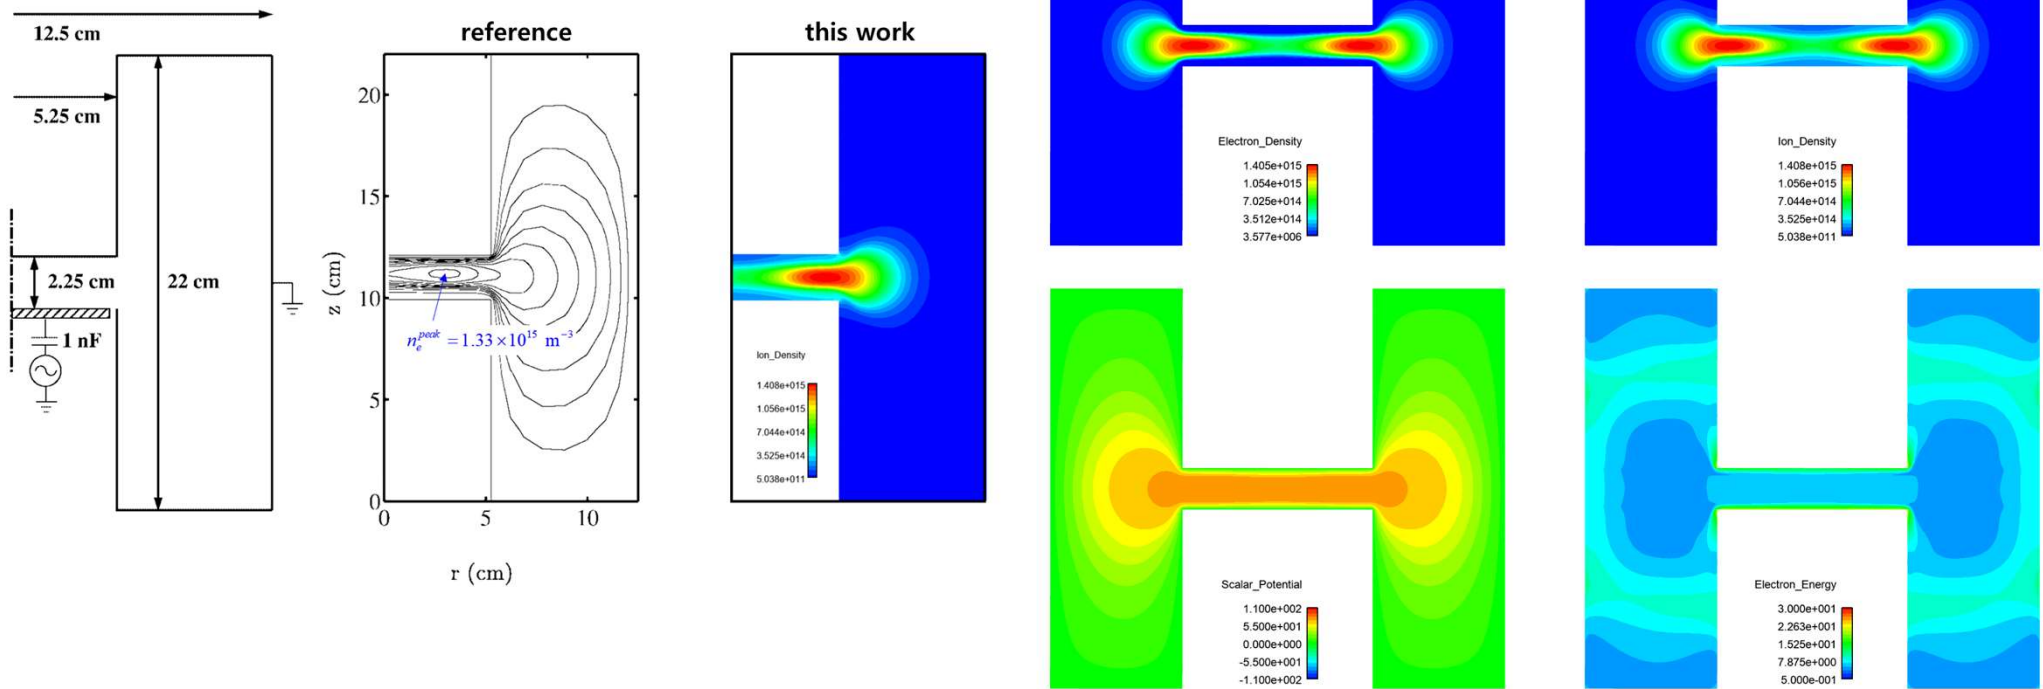 12.5 cm
5.25 cm
2.25 cm
22 cm
1 nF
reference
20
15
10
5
0
0
5
10
z (cm)
r (cm)
n_e^{peak} = 1.33 × 10^{15} m^{-3}
this work
Ion_Density
1.408e+015
1.056e+015
7.044e+014
3.525e+014
5.038e+011
Electron_Density
1.405e+015
1.054e+015
7.025e+014
3.512e+014
3.577e+006
Ion_Density
1.408e+015
1.056e+015
7.044e+014
3.525e+014
5.038e+011
Scalar_Potential
1.100e+002
5.500e+001
0.000e+000
-5.500e+001
-1.100e+002
Electron_Energy
3.000e+001
2.263e+001
1.525e+001
7.875e+000
5.000e-001